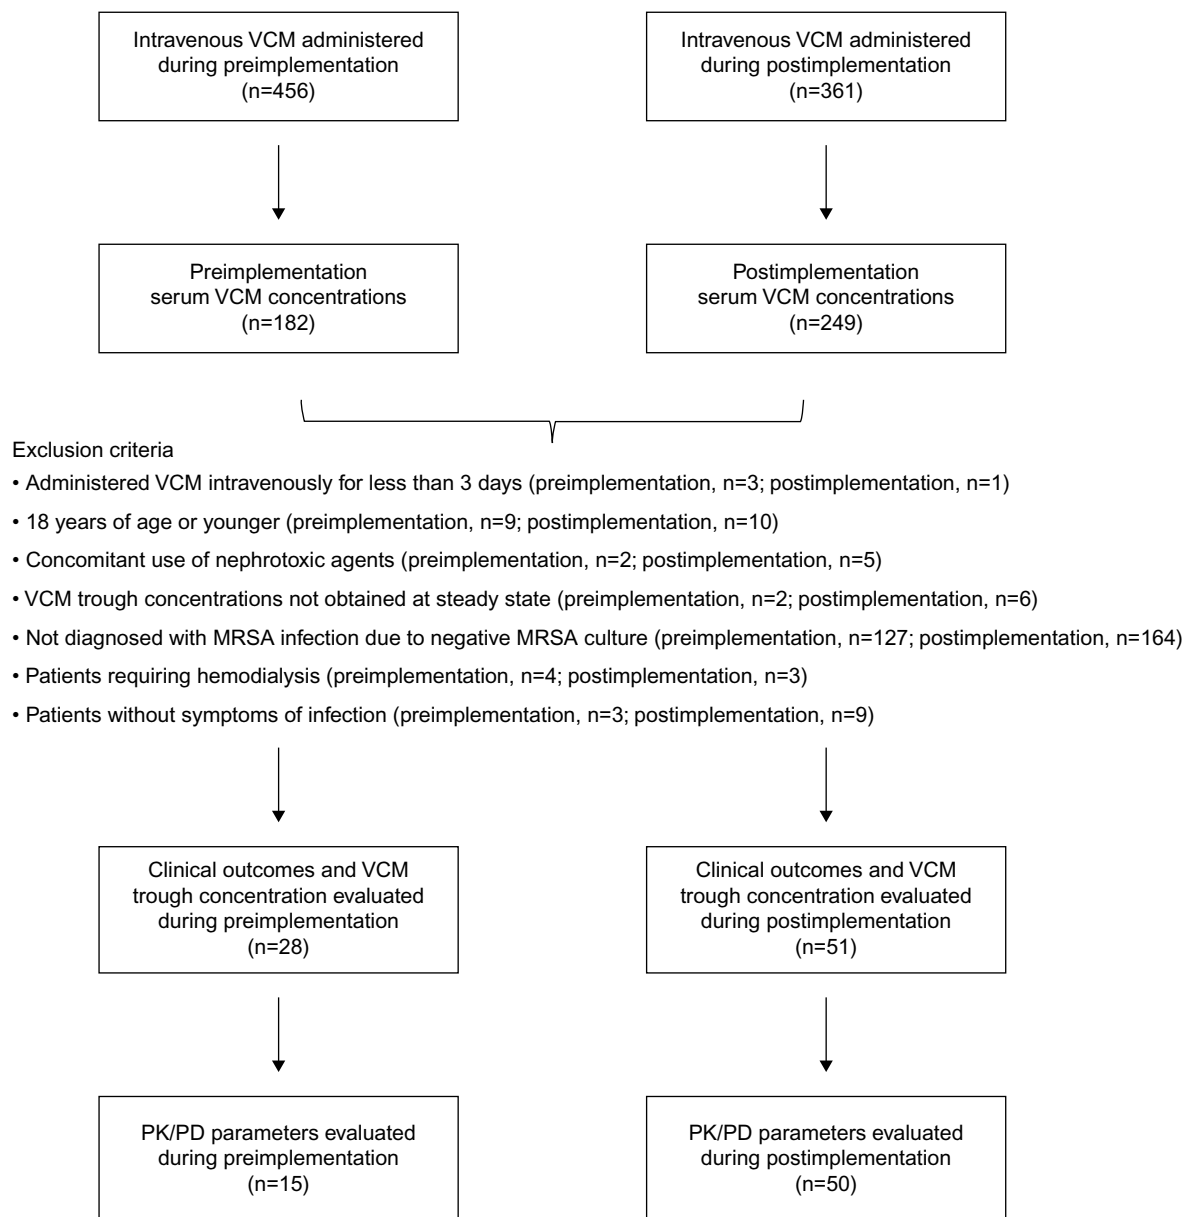 Intravenous VCM administered
during preimplementation
(n=456)
Intravenous VCM administered
during postimplementation
(n=361)
Preimplementation
serum VCM concentrations
(n=182)
Postimplementation
serum VCM concentrations
(n=249)
Exclusion criteria
• Administered VCM intravenously for less than 3 days (preimplementation, n=3; postimplementation, n=1)
• 18 years of age or younger (preimplementation, n=9; postimplementation, n=10)
• Concomitant use of nephrotoxic agents (preimplementation, n=2; postimplementation, n=5)
• VCM trough concentrations not obtained at steady state (preimplementation, n=2; postimplementation, n=6)
• Not diagnosed with MRSA infection due to negative MRSA culture (preimplementation, n=127; postimplementation, n=164)
• Patients requiring hemodialysis (preimplementation, n=4; postimplementation, n=3)
• Patients without symptoms of infection (preimplementation, n=3; postimplementation, n=9)
Clinical outcomes and VCM
trough concentration evaluated
during preimplementation
(n=28)
Clinical outcomes and VCM
trough concentration evaluated
during postimplementation
(n=51)
PK/PD parameters evaluated
during preimplementation
(n=15)
PK/PD parameters evaluated
during postimplementation
(n=50)